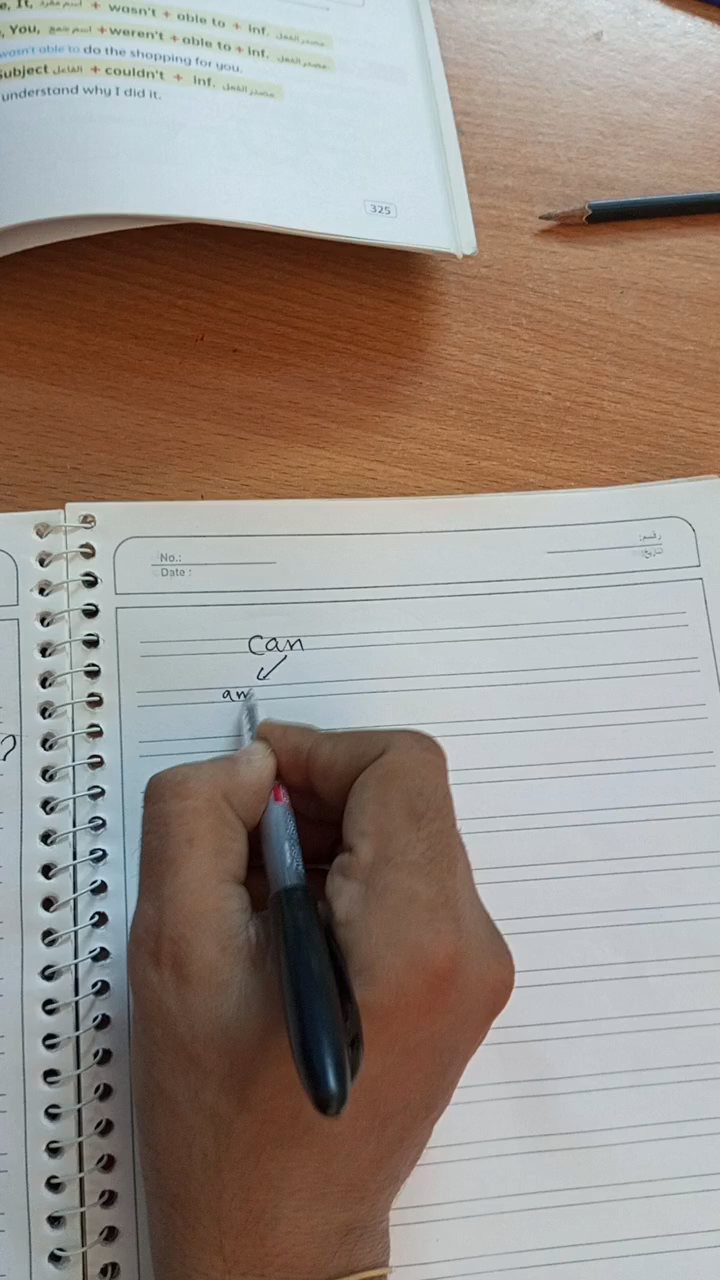 e, It, اسم مفرد + wasn't + able to + inf. مصدر الفعل
, You, اسم جمع +weren't +able to + inf. مصدر الفعل
wasn't able to do the shopping for you.
Subject الفاعل + couldn't + inf. مصدر الفعل
understand why I did it.
325
No.:
رقم:
Date :
تاريخ:
can
am
?